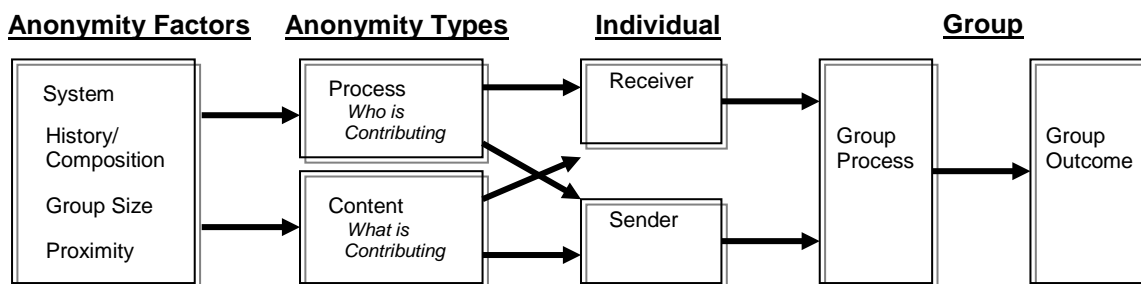 Anonymity Factors
Anonymity Types
Individual
Group
System
History/
Composition
Group Size
Proximity
Process
Who is
Contributing
Content
What is
Contributing
Receiver
Sender
Group
Process
Group
Outcome